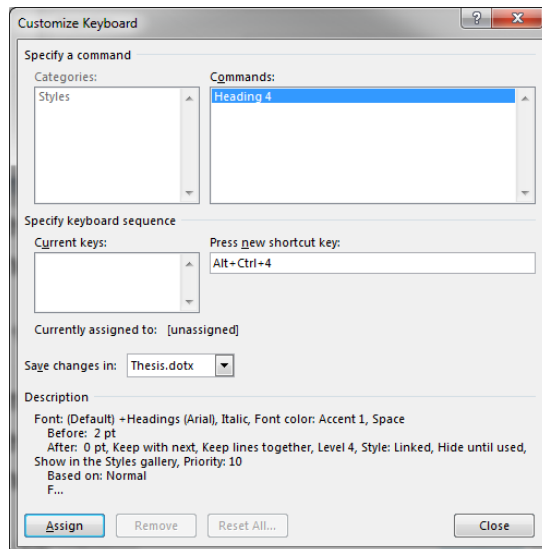 Customize Keyboard
Specify a command
Categories:
Commands:
Styles
Heading 4
Specify keyboard sequence
Current keys:
Press new shortcut key:
Alt+Ctrl+4
Currently assigned to: [unassigned]
Save changes in: Thesis.dotx
Description
Font: (Default) +Headings (Arial), Italic, Font color: Accent 1, Space
Before: 2 pt
After: 0 pt, Keep with next, Keep lines together, Level 4, Style: Linked, Hide until used,
Show in the Styles gallery, Priority: 10
Based on: Normal
F...
Assign
Remove
Reset All...
Close